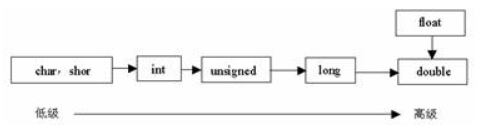 float
char，shor
int
unsigned
long
double
低级
高级